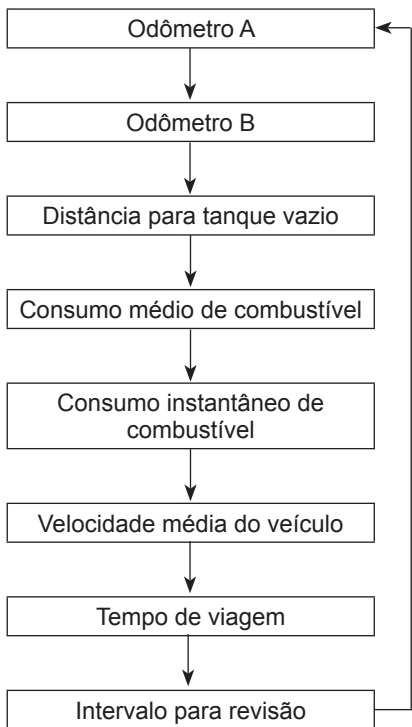 Odômetro A
Odômetro B
Distância para tanque vazio
Consumo médio de combustível
Consumo instantâneo de
combustível
Velocidade média do veículo
Tempo de viagem
Intervalo para revisão